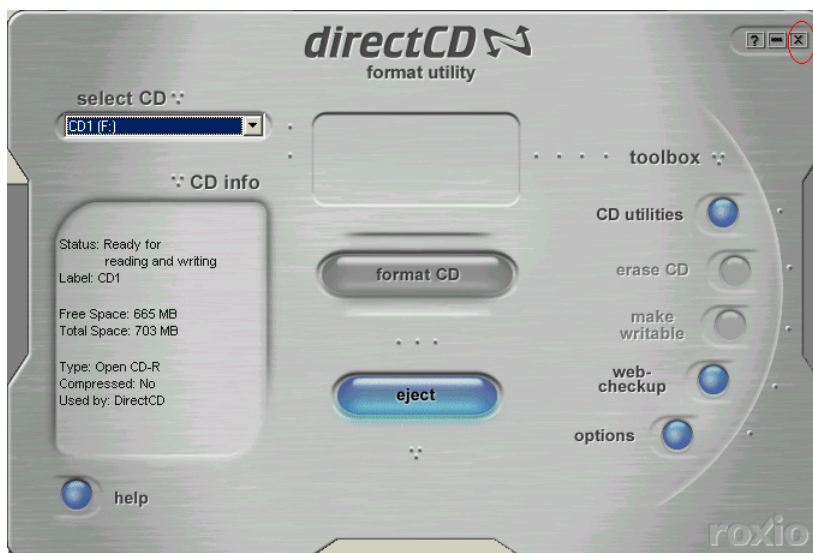 directCD
format utility
? - X
select CD
CD1 (F:)
toolbox
CD info
CD utilities
Status: Ready for
reading and writing
Label: CD1
format CD
erase CD
Free Space: 665 MB
Total Space: 703 MB
make
writable
Type: Open CD-R
Compressed: No
Used by: DirectCD
web-
checkup
eject
options
help
roxio